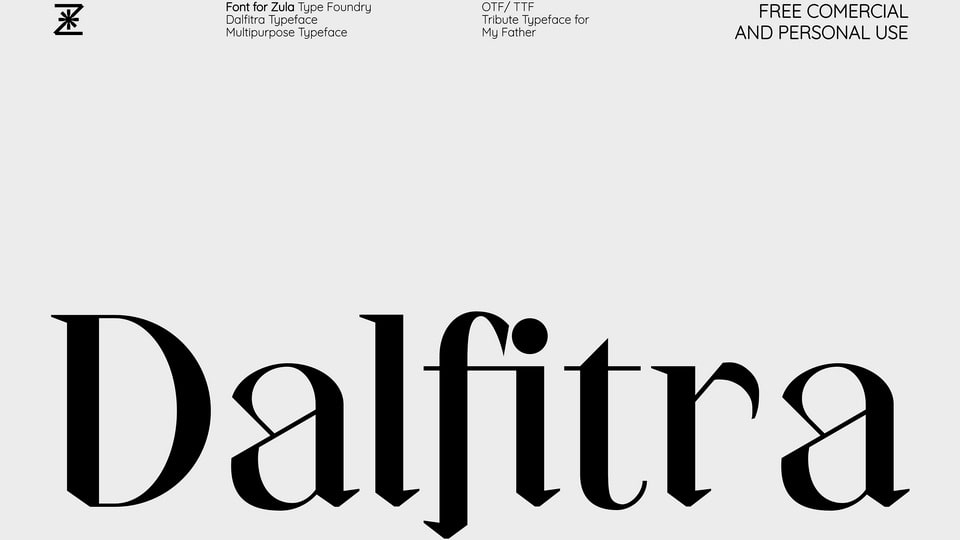 Font for Zula Type Foundry
Dalfitra Typeface
Multipurpose Typeface
OTF/ TTF
Tribute Typeface for
My Father
FREE COMERCIAL
AND PERSONAL USE
Dalfitra